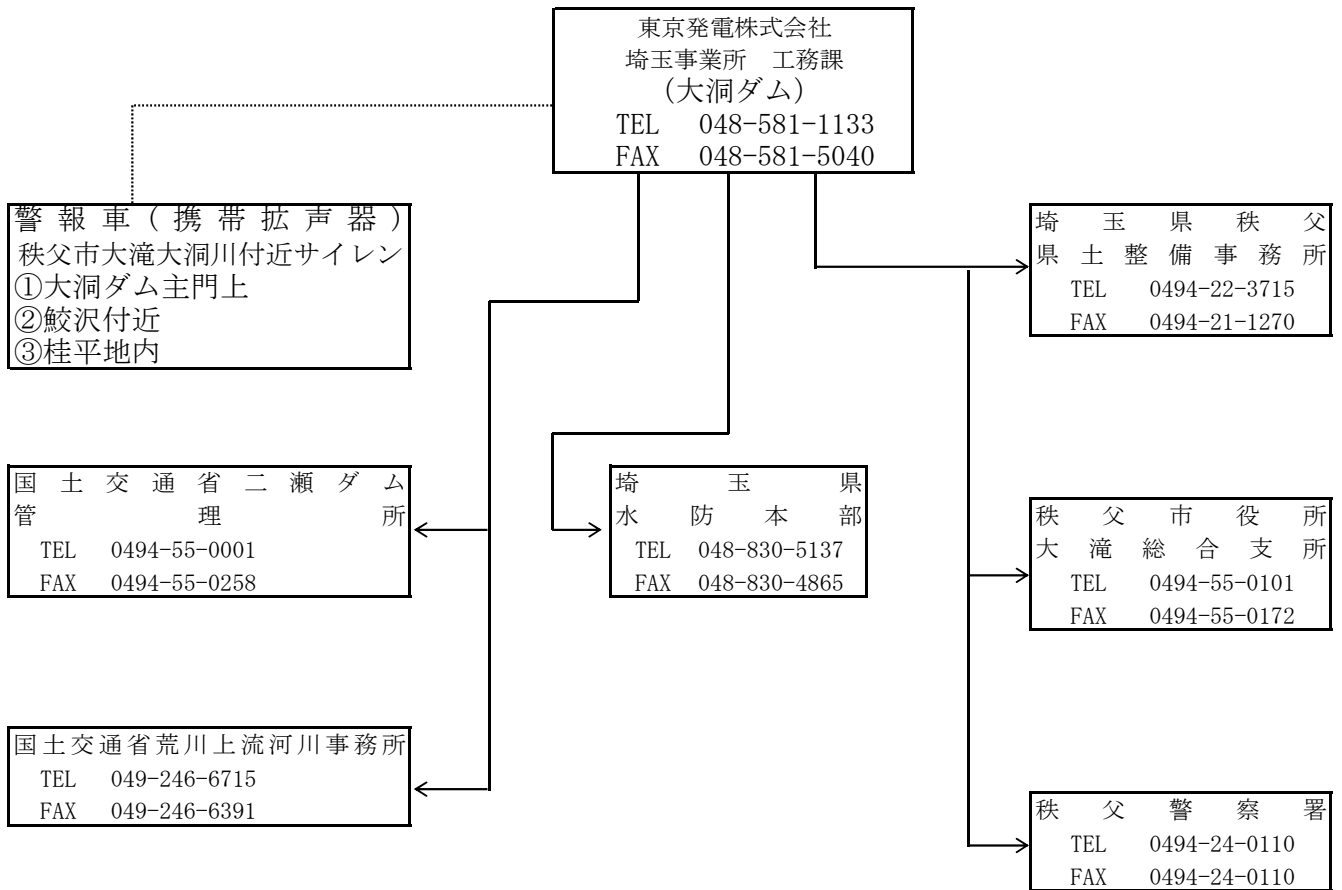 東京発電株式会社
埼玉事業所　工務課
(大洞ダム)
TEL 048-581-1133
FAX 048-581-5040
警報車(携帯拡声器)
秩父市大滝大洞川付近サイレン
①大洞ダム主門上
②鮫沢付近
③桂平地内
埼玉県秩父
県土整備事務所
TEL 0494-22-3715
FAX 0494-21-1270
国土交通省二瀬ダム
管理所
TEL 0494-55-0001
FAX 0494-55-0258
埼玉県
水防本部
TEL 048-830-5137
FAX 048-830-4865
秩父市役所
大滝総合支所
TEL 0494-55-0101
FAX 0494-55-0172
国土交通省荒川上流河川事務所
TEL 049-246-6715
FAX 049-246-6391
秩父警察署
TEL 0494-24-0110
FAX 0494-24-0110